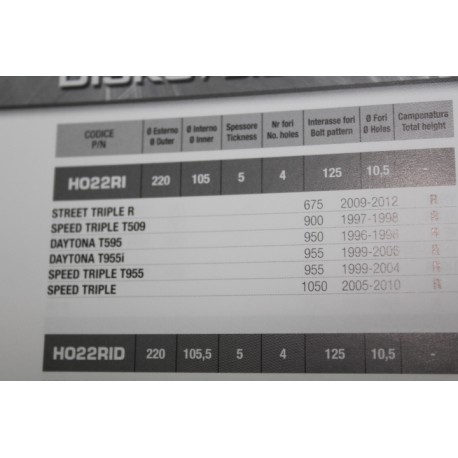 CODICE P/N Ø Esterno Ø Outer Ø Interno Ø Inner Spessore Tickness Nr fori No. holes Interasse fori Bolt pattern Ø Fori Ø Holes Campanatura Total height
HO22RI 220 105 5 4 125 10,5 -
STREET TRIPLE R 675 2009-2012 R
SPEED TRIPLE T509 900 1997-1998 R
DAYTONA T595 950 1996-1998 R
DAYTONA T955i 955 1999-2005 R
SPEED TRIPLE T955 955 1999-2004 R
SPEED TRIPLE 1050 2005-2010 R
HO22RID 220 105,5 5 4 125 10,5 -